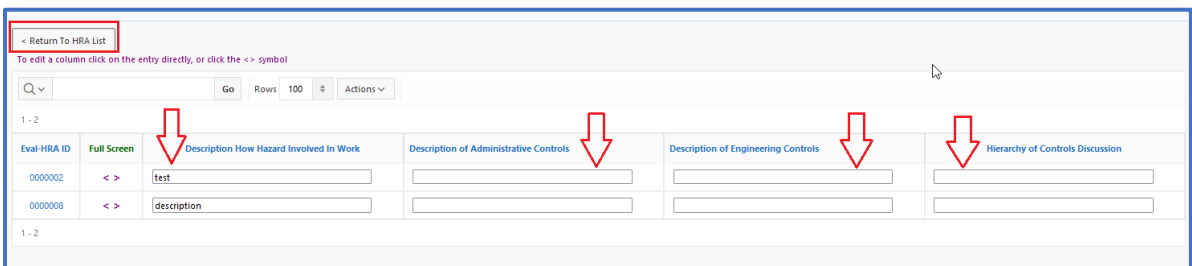 < Return To HRA List
To edit a column click on the entry directly, or click the <> symbol
Go Rows 100 Actions
1 - 2
Eval-HRA ID Full Screen Description How Hazard Involved In Work Description of Administrative Controls Description of Engineering Controls Hierarchy of Controls Discussion
0000002 < > test
0000008 < > description
1 - 2